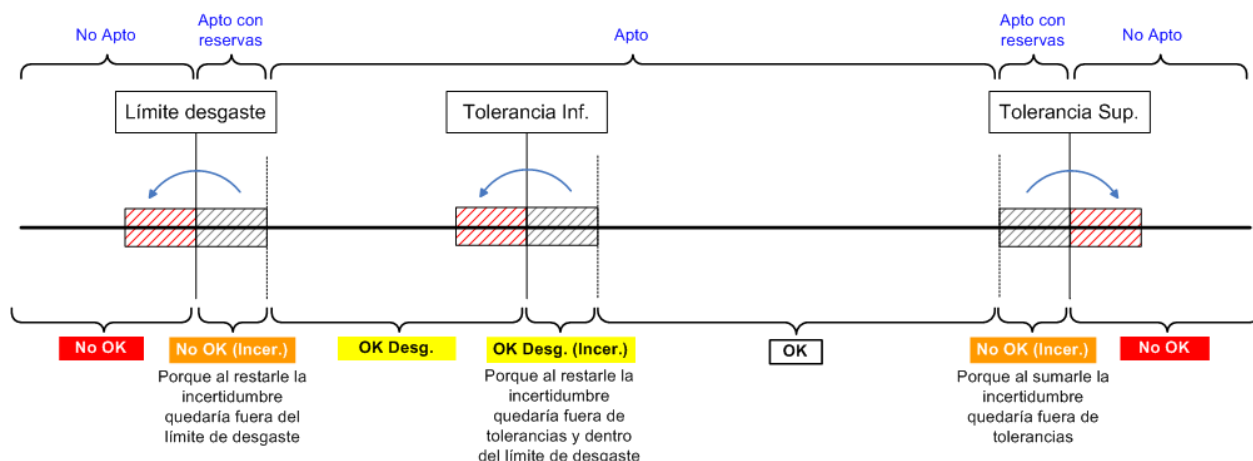 No Apto
Apto con
reservas
Apto
Apto con
reservas
No Apto
Límite desgaste
Tolerancia Inf.
Tolerancia Sup.
No OK
No OK (Incer.)
OK Desg.
OK Desg. (Incer.)
OK
No OK (Incer.)
No OK
Porque al restarle la
incertidumbre
quedaría fuera del
límite de desgaste
Porque al restarle la
incertidumbre
quedaría fuera de
tolerancias y dentro
del límite de desgaste
Porque al sumarle la
incertidumbre
quedaría fuera de
tolerancias